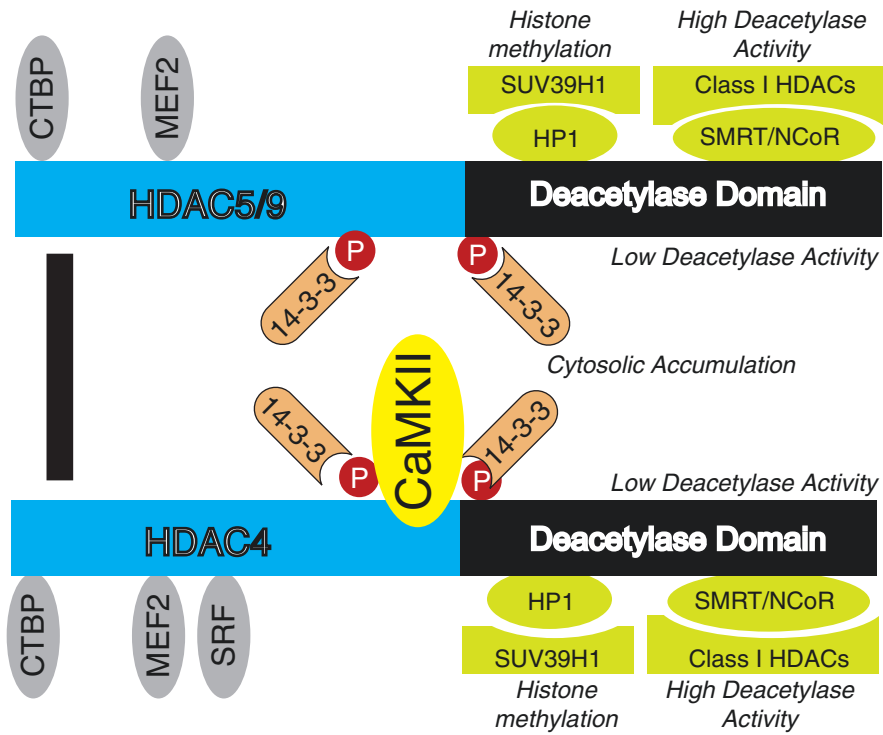 Histone
methylation
High Deacetylase
Activity
CTBP
MEF2
SUV39H1
Class I HDACs
HP1
SMRT/NCoR
HDAC5/9
Deacetylase Domain
P
P
Low Deacetylase Activity
14-3-3
14-3-3
Cytosolic Accumulation
CaMKII
14-3-3
14-3-3
P
P
Low Deacetylase Activity
HDAC4
Deacetylase Domain
CTBP
MEF2
SRF
HP1
SMRT/NCoR
SUV39H1
Class I HDACs
Histone
methylation
High Deacetylase
Activity